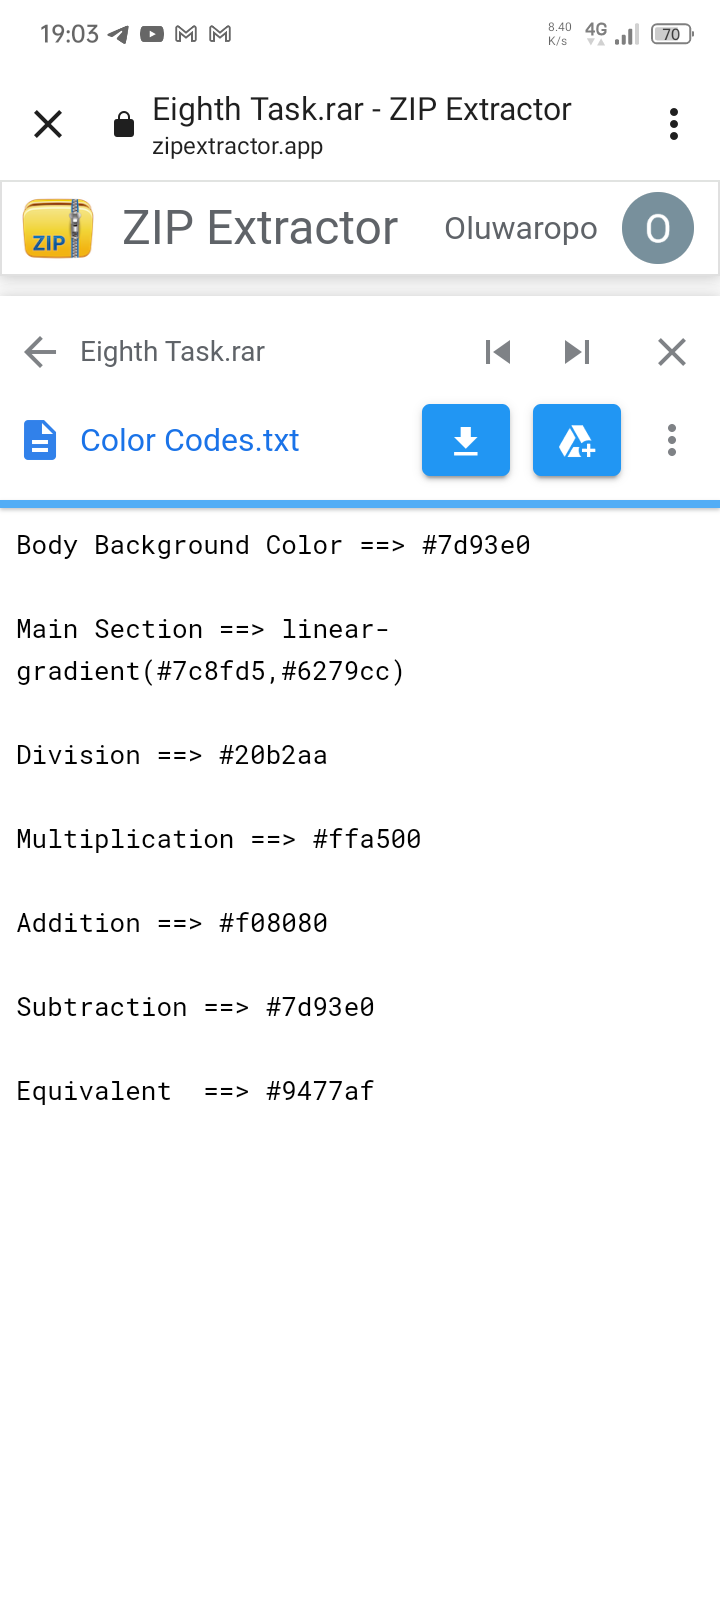 19:03
8.40 K/s
4G
70
Eighth Task.rar - ZIP Extractor
zipextractor.app
ZIP
ZIP Extractor
Oluwaropo
O
Eighth Task.rar
Color Codes.txt
Body Background Color ==> #7d93e0
Main Section ==> linear-
gradient(#7c8fd5,#6279cc)
Division ==> #20b2aa
Multiplication ==> #ffa500
Addition ==> #f08080
Subtraction ==> #7d93e0
Equivalent  ==> #9477af